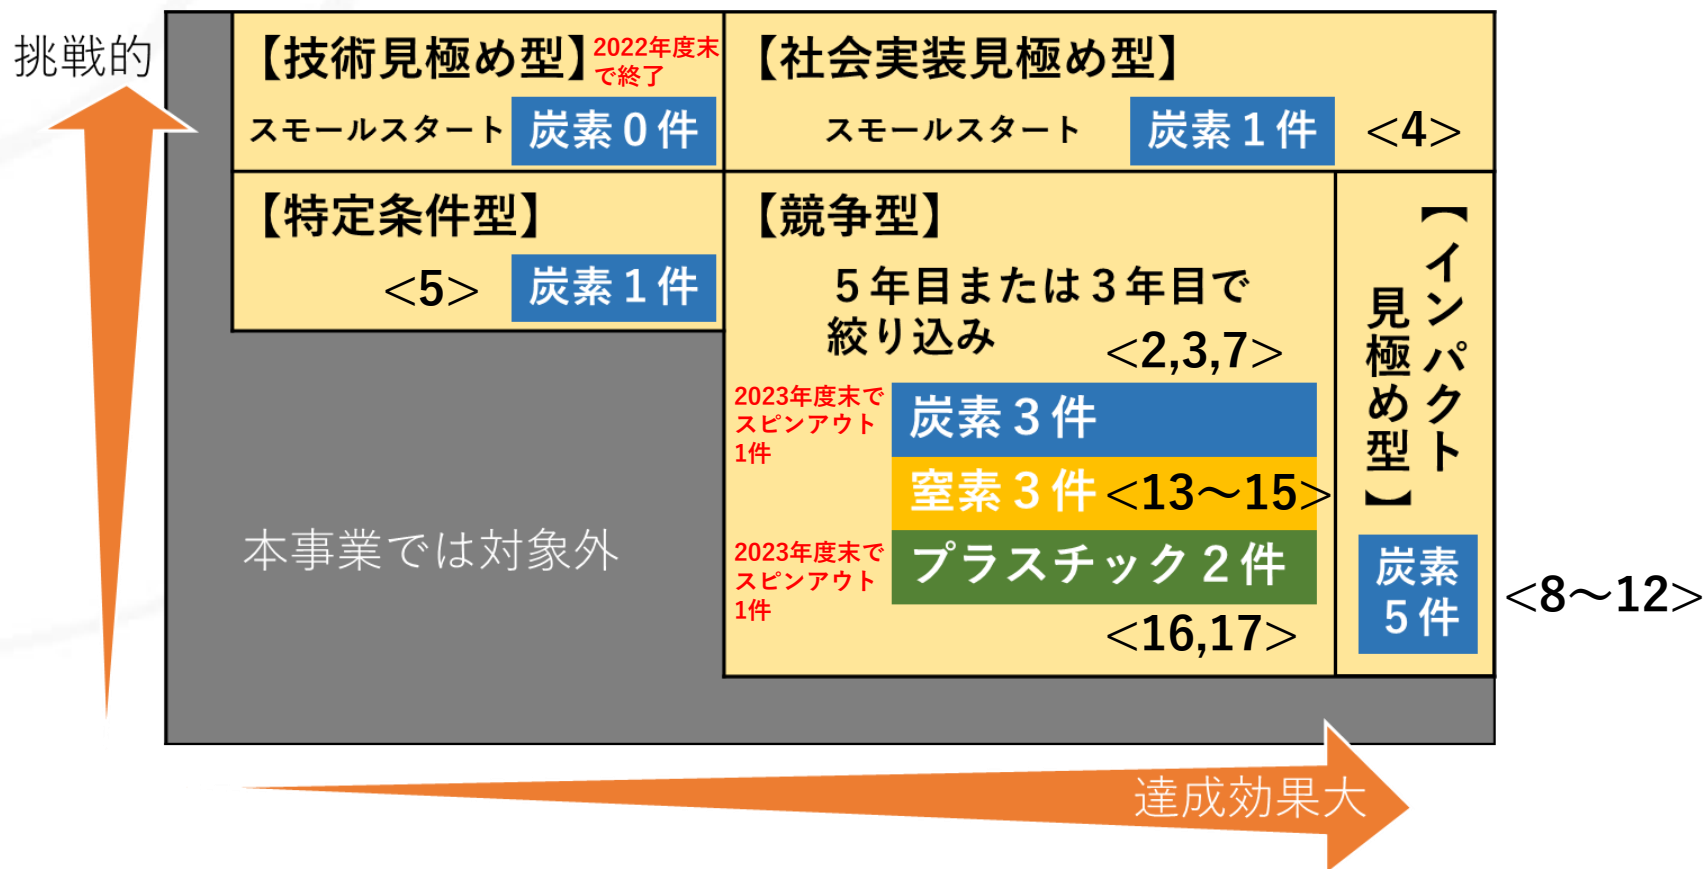 挑戦的
【技術見極め型】
2022年度末
で終了
スモールスタート
炭素０件
【社会実装見極め型】
スモールスタート
炭素１件
<4>
【特定条件型】
<5>
炭素１件
【競争型】
５年目または３年目で
絞り込み
<2,3,7>
2023年度末で
スピンアウト
1件
炭素３件
窒素３件
<13～15>
2023年度末で
スピンアウト
1件
プラスチック２件
<16,17>
【インパクト
見極め型】
炭素
５件
<8～12>
本事業では対象外
達成効果大